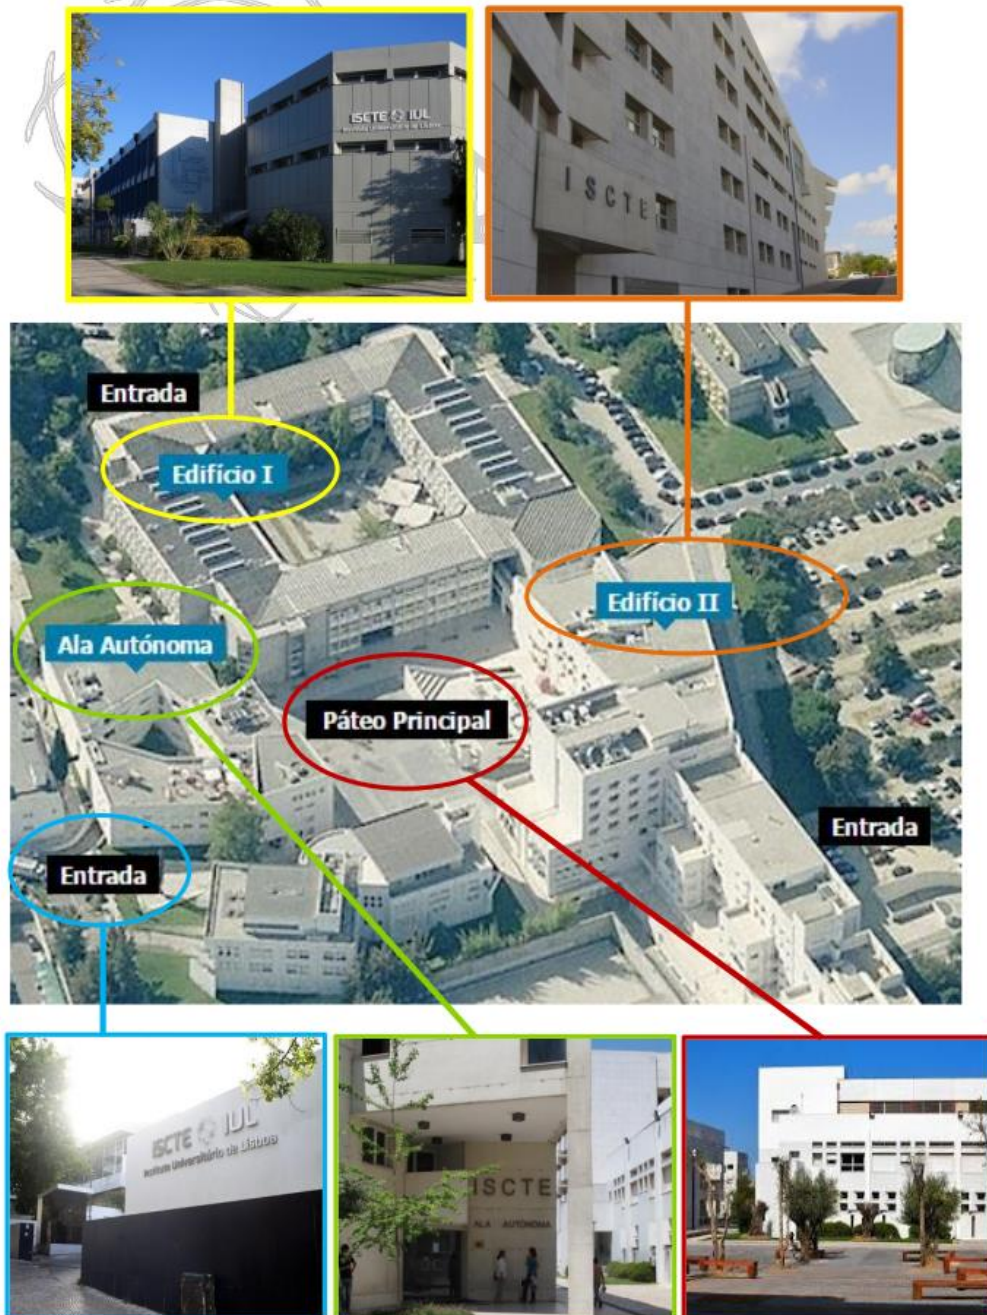 ISCTE IUL
Instituto Universitário de Lisboa
ISCTE
Entrada
Edifício I
Edifício II
Ala Autónoma
Páteo Principal
Entrada
Entrada
ISCTE IUL
Instituto Universitário de Lisboa
ISCTE
ALA AUTÓNOMA